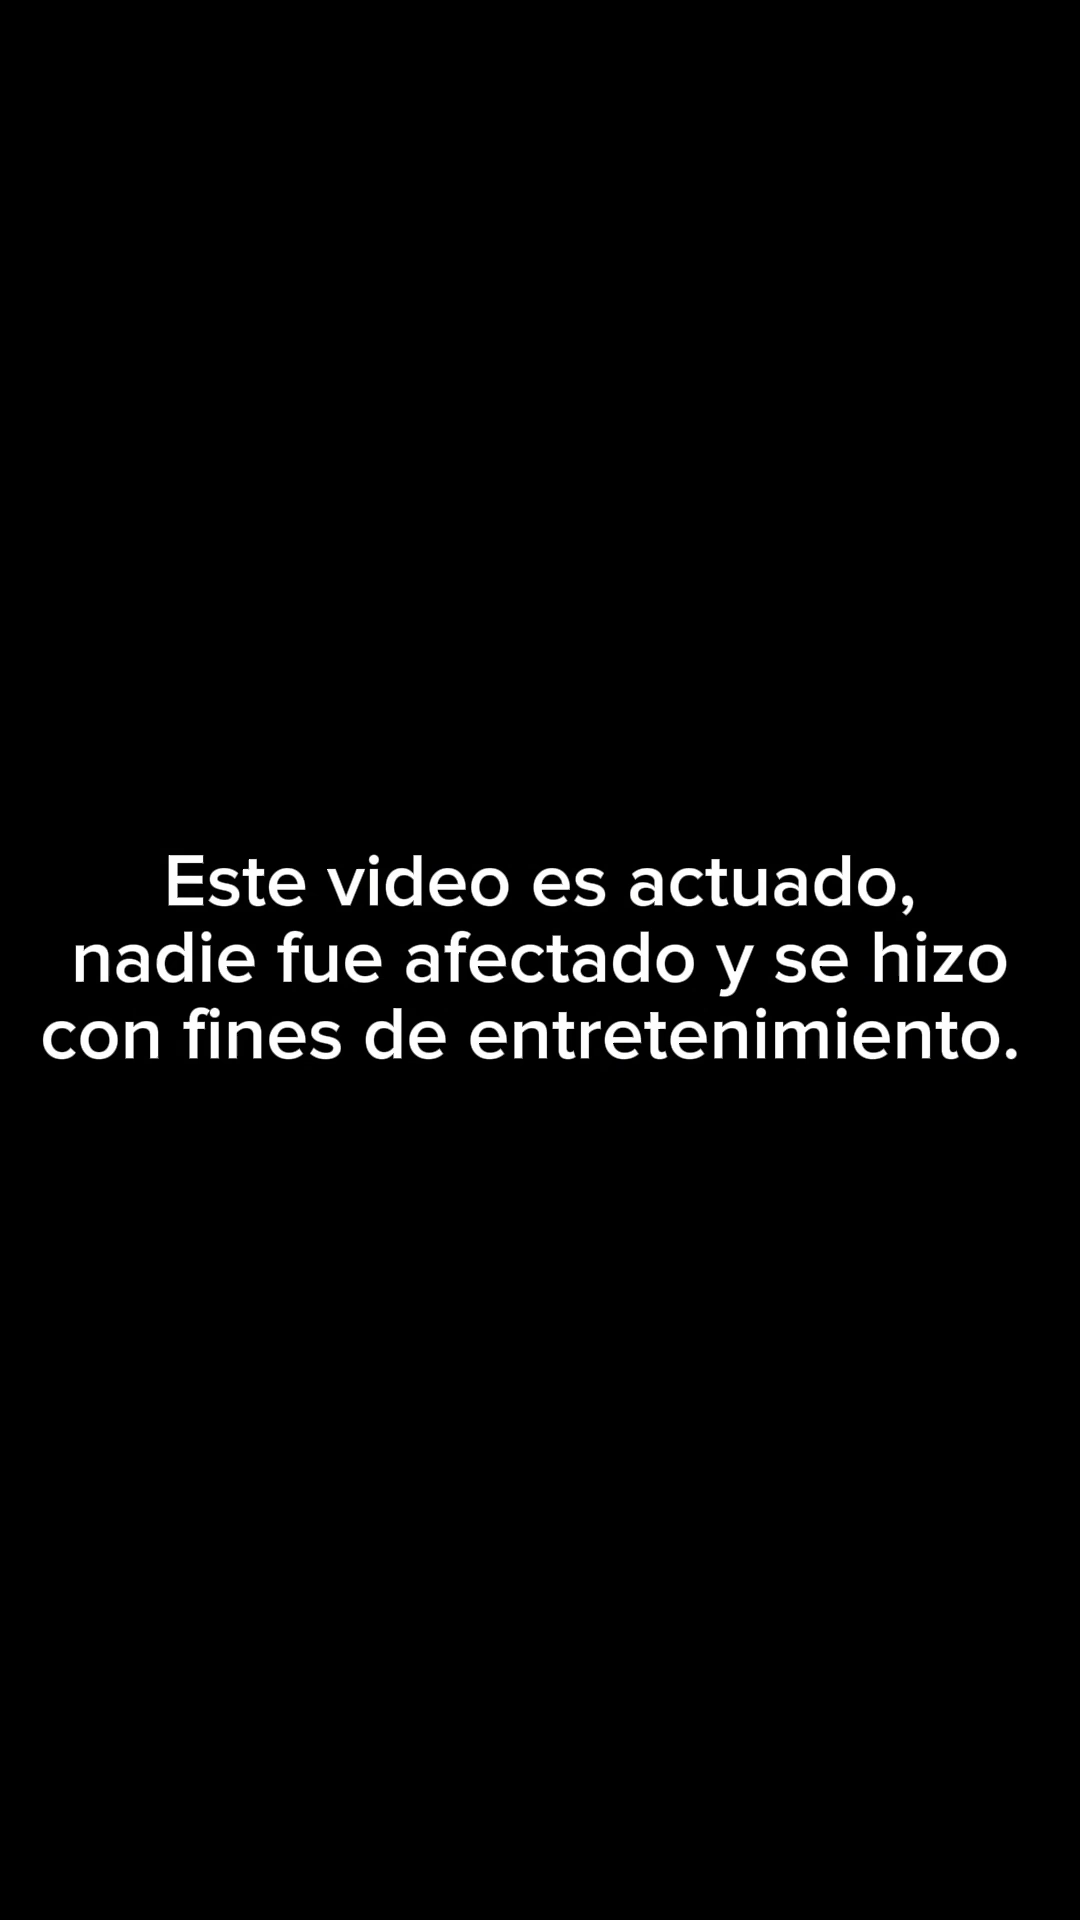 Este video es actuado,
nadie fue afectado y se hizo
con fines de entretenimiento.